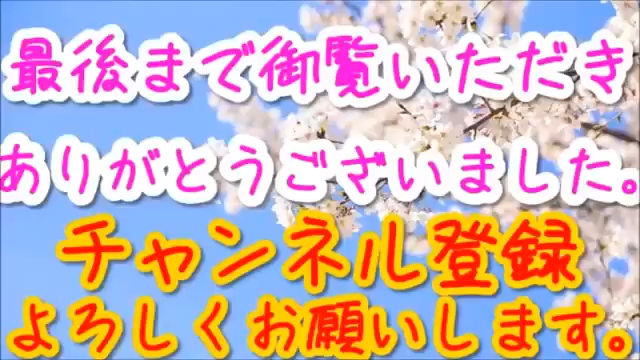 最後まで御覧いただき
ありがとうございました。
チャンネル登録
よろしくお願いします。